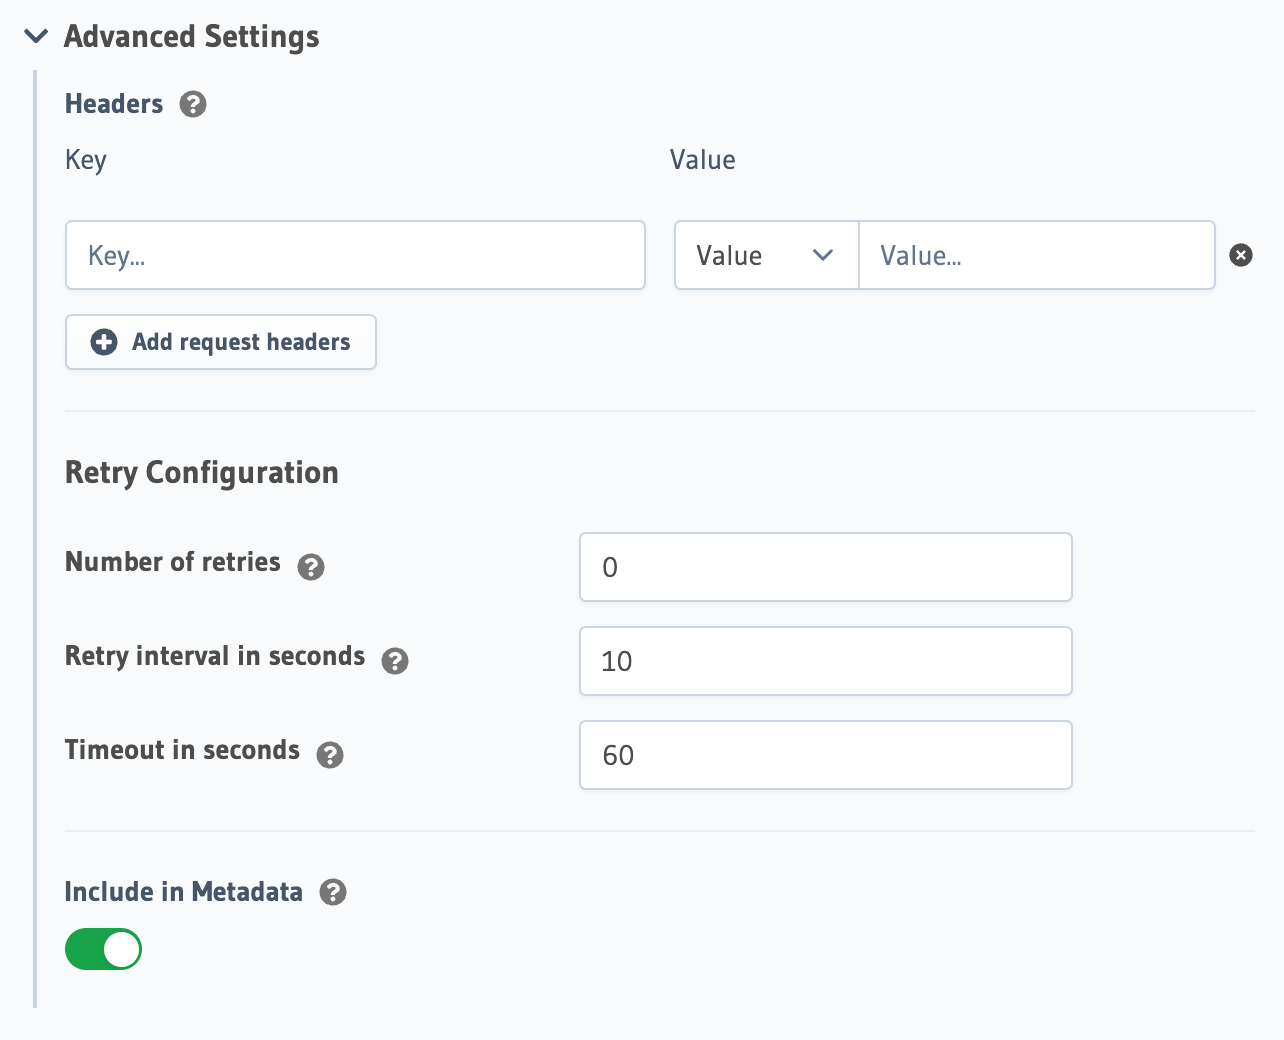 Advanced Settings
Headers ?
Key Value
Key... Value Value...
Add request headers
Retry Configuration
Number of retries ? 0
Retry interval in seconds ? 10
Timeout in seconds ? 60
Include in Metadata ?